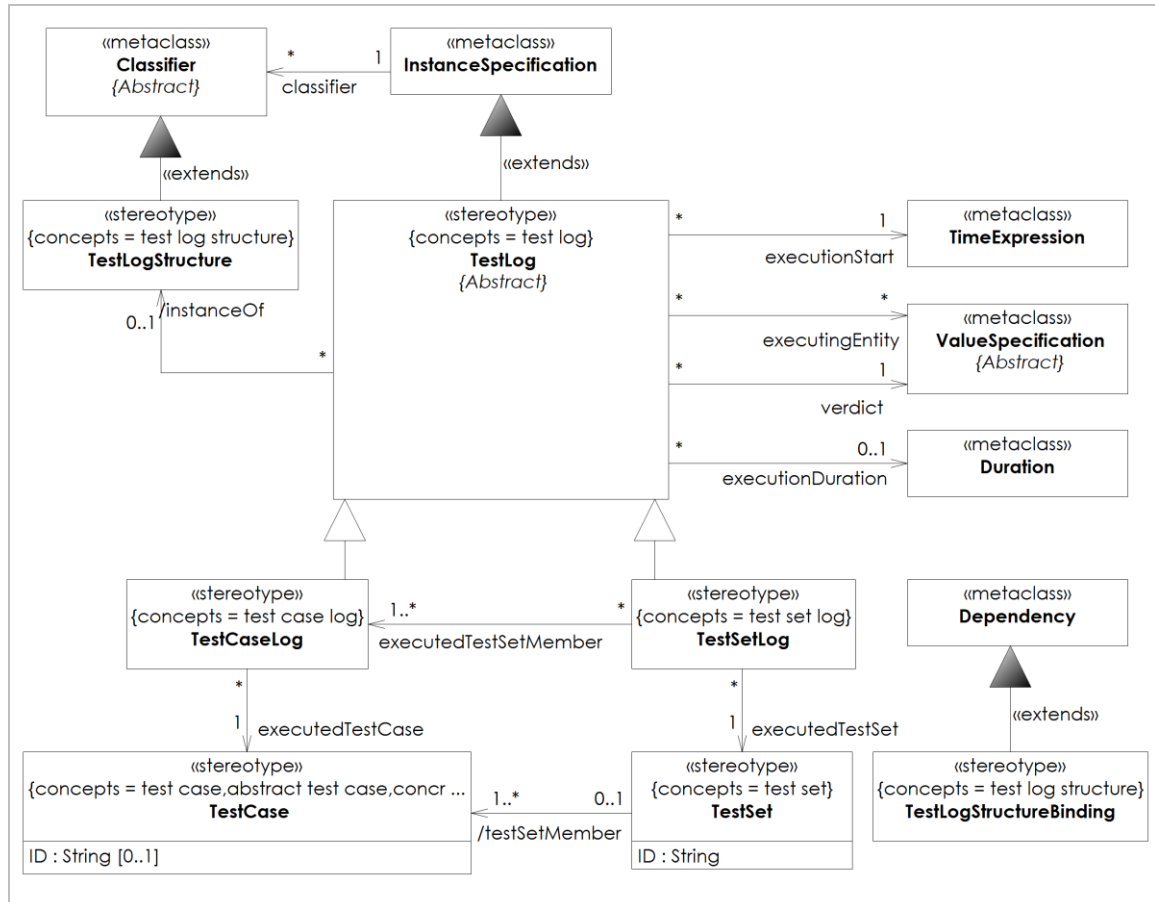 «metaclass»
Classifier
{Abstract}
*
1
classifier
«metaclass»
InstanceSpecification
«extends»
«extends»
«stereotype»
{concepts = test log structure}
TestLogStructure
0..1
/instanceOf
*
«stereotype»
{concepts = test log}
TestLog
{Abstract}
*
1
executionStart
«metaclass»
TimeExpression
*
*
executingEntity
*
1
verdict
«metaclass»
ValueSpecification
{Abstract}
*
0..1
executionDuration
«metaclass»
Duration
«stereotype»
{concepts = test case log}
TestCaseLog
1..*
*
executedTestSetMember
«stereotype»
{concepts = test set log}
TestSetLog
«metaclass»
Dependency
«extends»
*
1
executedTestCase
*
1
executedTestSet
«stereotype»
{concepts = test case,abstract test case,concr ...
TestCase
ID : String [0..1]
1..*
0..1
/testSetMember
«stereotype»
{concepts = test set}
TestSet
ID : String
«stereotype»
{concepts = test log structure}
TestLogStructureBinding